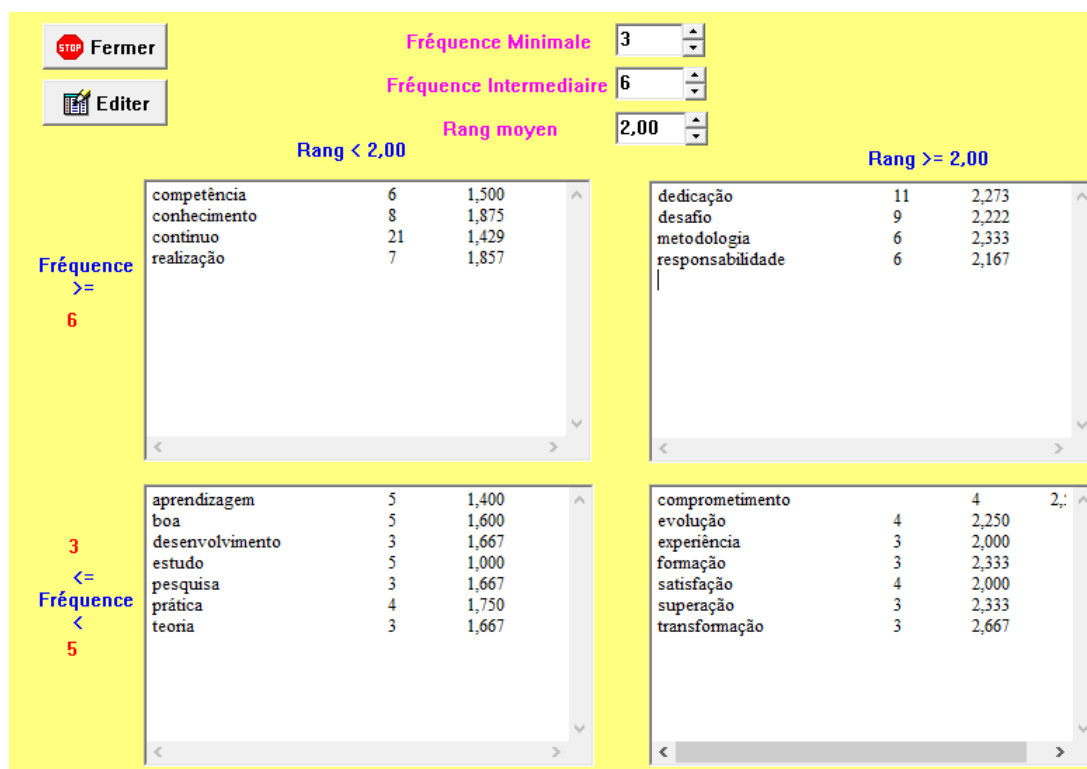 STOP Fermer
Editer
Fréquence Minimale 3
Fréquence Intermediaire 6
Rang moyen 2,00
Rang < 2,00
Rang >= 2,00
Fréquence
>=
6
competência 6 1,500
conhecimento 8 1,875
contínuo 21 1,429
realização 7 1,857
dedicação 11 2,273
desafio 9 2,222
metodologia 6 2,333
responsabilidade 6 2,167
3
<=
Fréquence
<
5
aprendizagem 5 1,400
boa 5 1,600
desenvolvimento 3 1,667
estudo 5 1,000
pesquisa 3 1,667
prática 4 1,750
teoria 3 1,667
comprometimento 4
evolução 4 2,250
experiência 3 2,000
formação 3 2,333
satisfação 4 2,000
superação 3 2,333
transformação 3 2,667